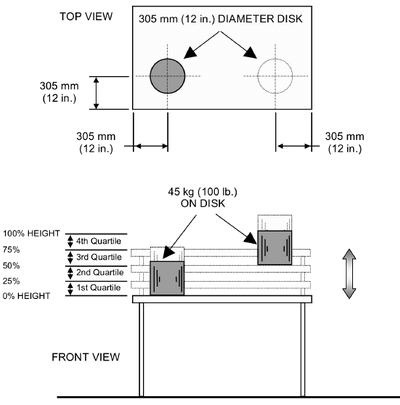 TOP VIEW
305 mm (12 in.) DIAMETER DISK
305 mm
(12 in.)
305 mm
(12 in.)
305 mm
(12 in.)
45 kg (100 lb.)
ON DISK
100% HEIGHT
4th Quartile
75%
3rd Quartile
50%
2nd Quartile
25%
1st Quartile
0% HEIGHT
FRONT VIEW